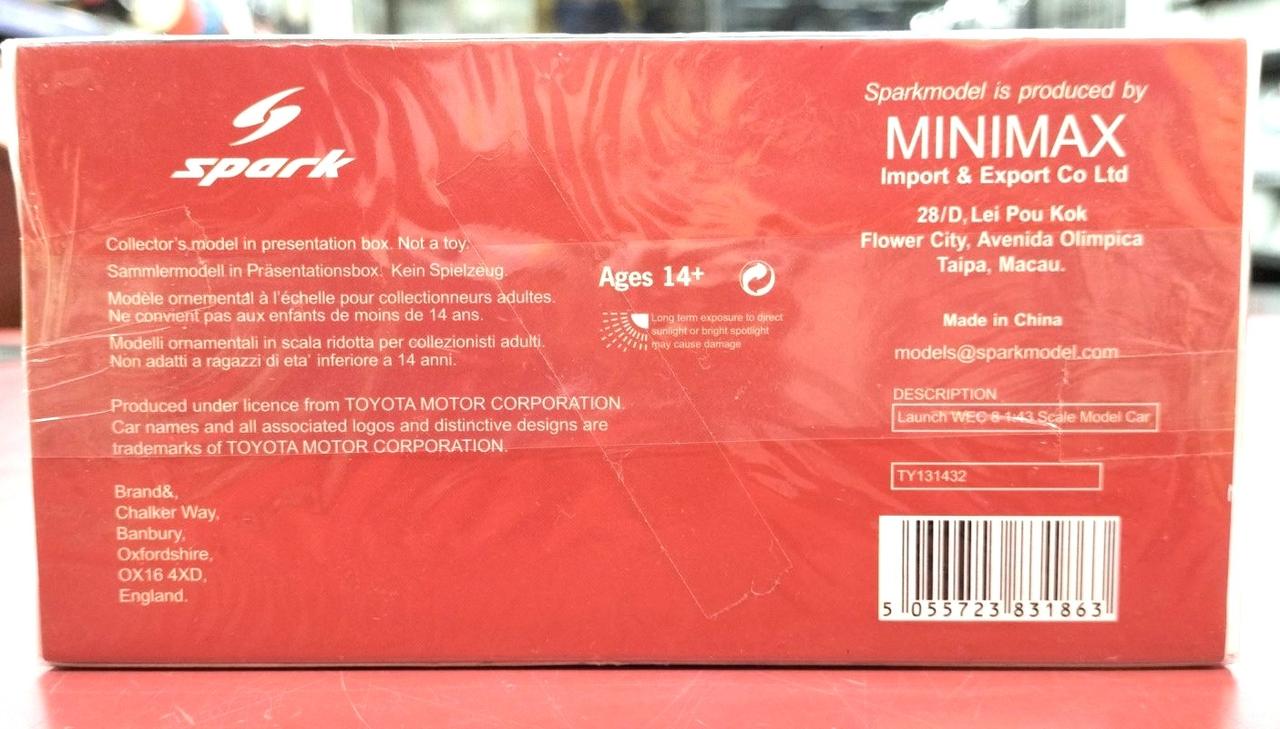 spark
Collector's model in presentation box. Not a toy.
Sammlermodell in Präsentationsbox. Kein Spielzeug.
Modèle ornemental à l'échelle pour collectionneurs adultes.
Ne convient pas aux enfants de moins de 14 ans.
Modelli ornamentali in scala ridotta per collezionisti adulti.
Non adatti a ragazzi di eta' inferiore a 14 anni.
Produced under licence from TOYOTA MOTOR CORPORATION.
Car names and all associated logos and distinctive designs are
trademarks of TOYOTA MOTOR CORPORATION.
Brand&,
Chalker Way,
Banbury,
Oxfordshire,
OX16 4XD,
England.
Ages 14+
Long term exposure to direct
sunlight or bright spotlight
may cause damage
Sparkmodel is produced by
MINIMAX
Import & Export Co Ltd
28/D, Lei Pou Kok
Flower City, Avenida Olimpica
Taipa, Macau.
Made in China
models@sparkmodel.com
DESCRIPTION
Launch WEC 8 1:43 Scale Model Car
TY131432
5 055723 831863